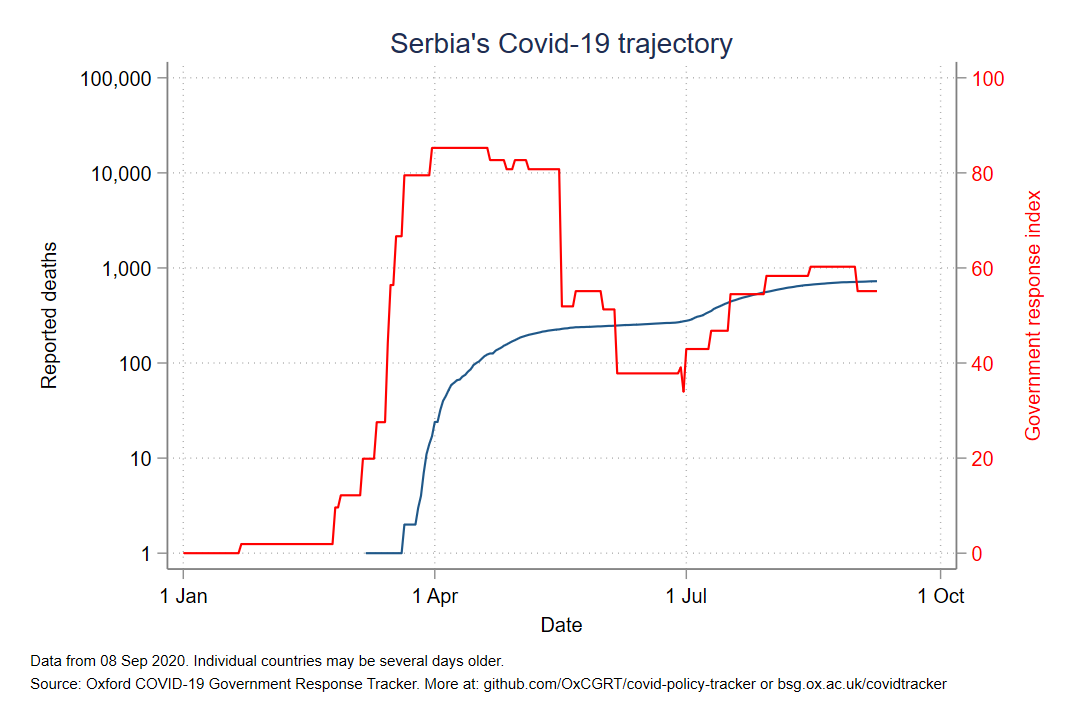 Serbia's Covid-19 trajectory
100,000
10,000
1,000
100
10
1
Reported deaths
100
80
60
40
20
0
Government response index
1 Jan
1 Apr
1 Jul
1 Oct
Date
Data from 08 Sep 2020. Individual countries may be several days older.
Source: Oxford COVID-19 Government Response Tracker. More at: github.com/OxCGRT/covid-policy-tracker or bsg.ox.ac.uk/covidtracker